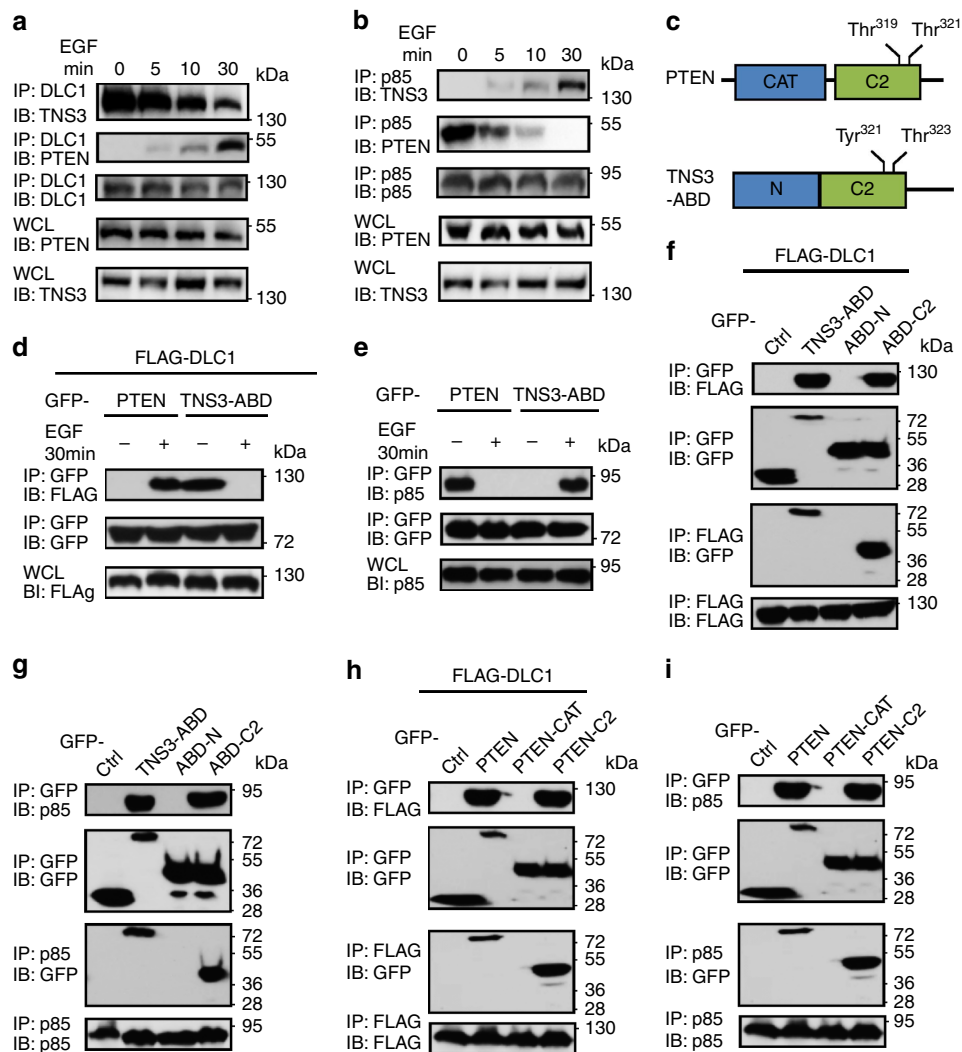 a
EGF
min 0 5 10 30 kDa
IP: DLC1
IB: TNS3
130
IP: DLC1
IB: PTEN
55
IP: DLC1
IB: DLC1
130
WCL
IB: PTEN
55
WCL
IB: TNS3
130
b
EGF
min 0 5 10 30 kDa
IP: p85
IB: TNS3
130
IP: p85
IB: PTEN
55
IP: p85
IB: p85
95
WCL
IB: PTEN
55
WCL
IB: TNS3
130
c
Thr319 Thr321
PTEN CAT C2
Tyr321 Thr323
TNS3
-ABD
N C2
d
FLAG-DLC1
GFP- PTEN TNS3-ABD
EGF
30min – + – + kDa
IP: GFP
IB: FLAG
130
IP: GFP
IB: GFP
72
WCL
BI: FLAg
130
e
GFP- PTEN TNS3-ABD
EGF
30min – + – + kDa
IP: GFP
IB: p85
95
IP: GFP
IB: GFP
72
WCL
BI: p85
95
f
FLAG-DLC1
GFP- Ctrl TNS3-ABD ABD-N ABD-C2
kDa
IP: GFP
IB: FLAG
130
IP: GFP
IB: GFP
72
55
36
28
IP: FLAG
IB: GFP
72
55
36
28
IP: FLAG
IB: FLAG
130
g
GFP- Ctrl TNS3-ABD ABD-N ABD-C2
kDa
IP: GFP
IB: p85
95
IP: GFP
IB: GFP
72
55
36
28
IP: p85
IB: GFP
72
55
36
28
IP: p85
IB: p85
95
h
FLAG-DLC1
GFP- Ctrl PTEN PTEN-CAT PTEN-C2
kDa
IP: GFP
IB: FLAG
130
IP: GFP
IB: GFP
72
55
36
28
IP: FLAG
IB: GFP
72
55
36
28
IP: FLAG
IB: FLAG
130
i
GFP- Ctrl PTEN PTEN-CAT PTEN-C2
kDa
IP: GFP
IB: p85
95
IP: GFP
IB: GFP
72
55
36
28
IP: p85
IB: GFP
72
55
36
28
IP: p85
IB: p85
95